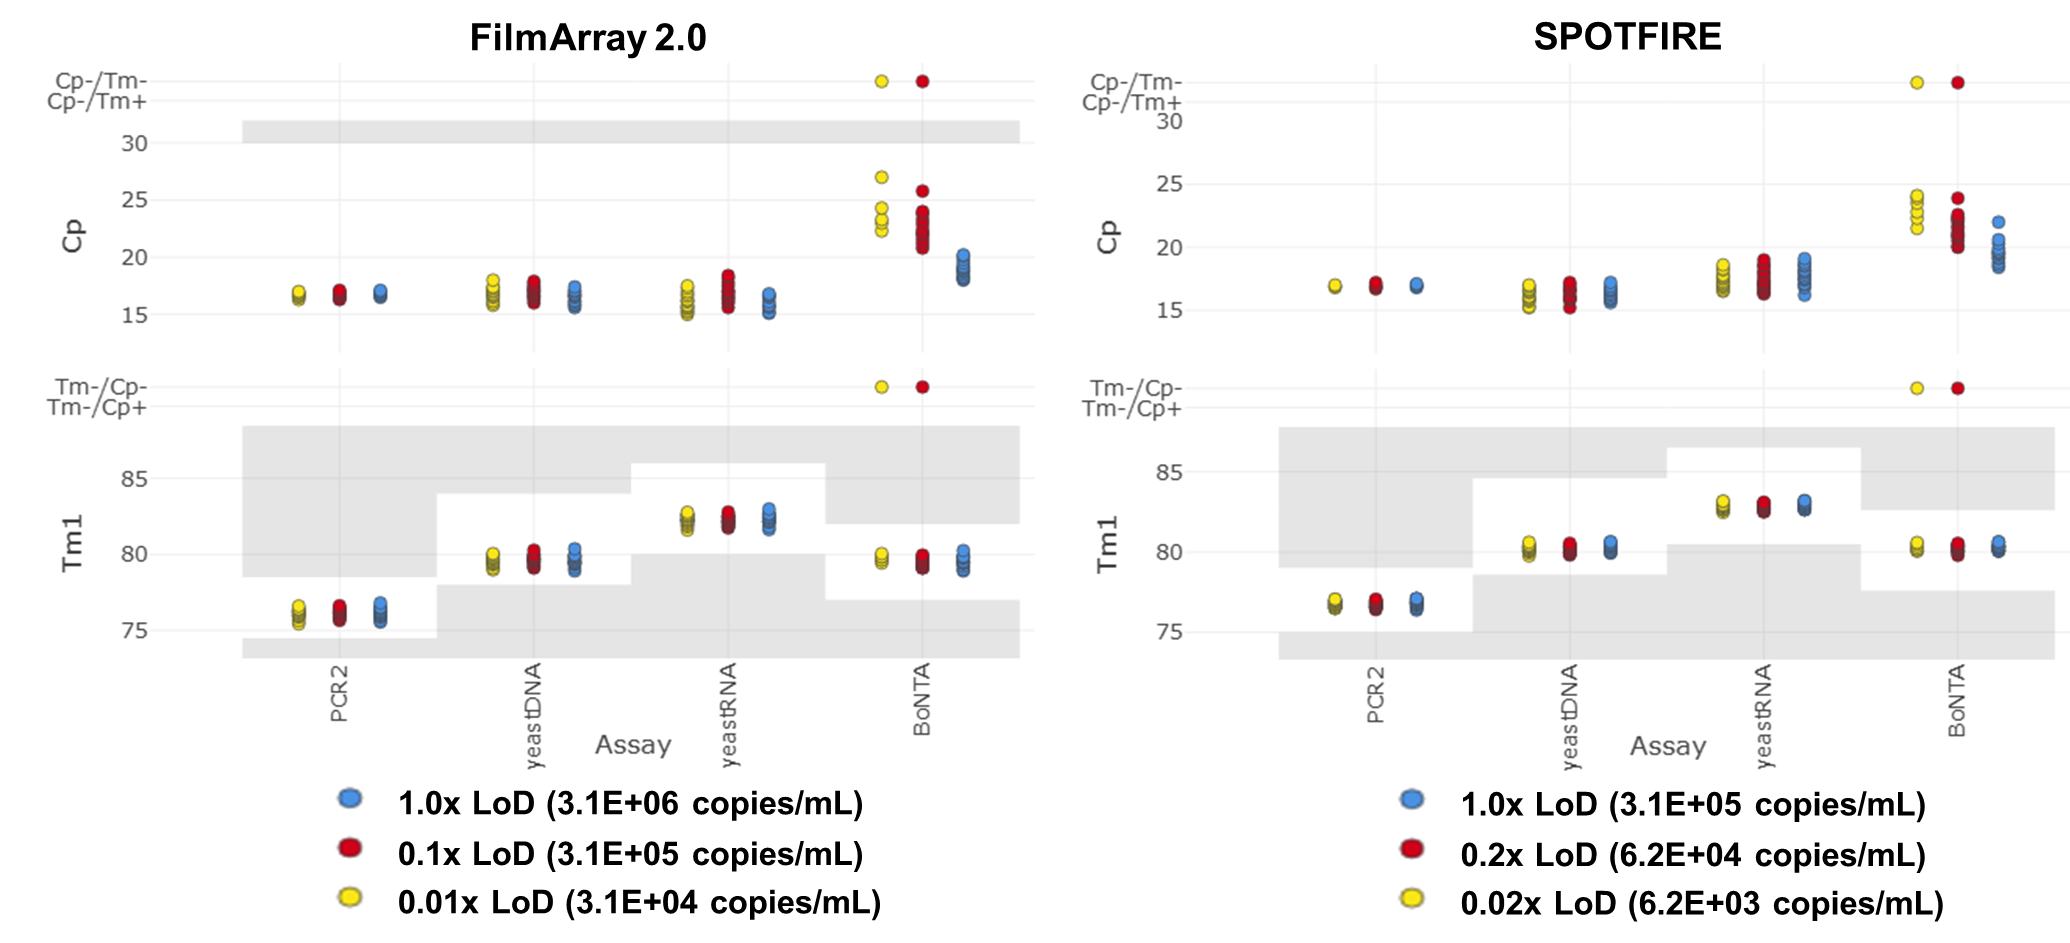 FilmArray 2.0
Cp-/Tm-
Cp-/Tm+
30
25
20
15
Cp
Tm-/Cp-
Tm-/Cp+
85
80
75
Tm1
PCR2
yeastDNA
yeastRNA
BoNTA
Assay
1.0x LoD (3.1E+06 copies/mL)
0.1x LoD (3.1E+05 copies/mL)
0.01x LoD (3.1E+04 copies/mL)
SPOTFIRE
Cp-/Tm-
Cp-/Tm+
30
25
20
15
Cp
Tm-/Cp-
Tm-/Cp+
85
80
75
Tm1
PCR2
yeastDNA
yeastRNA
BoNTA
Assay
1.0x LoD (3.1E+05 copies/mL)
0.2x LoD (6.2E+04 copies/mL)
0.02x LoD (6.2E+03 copies/mL)